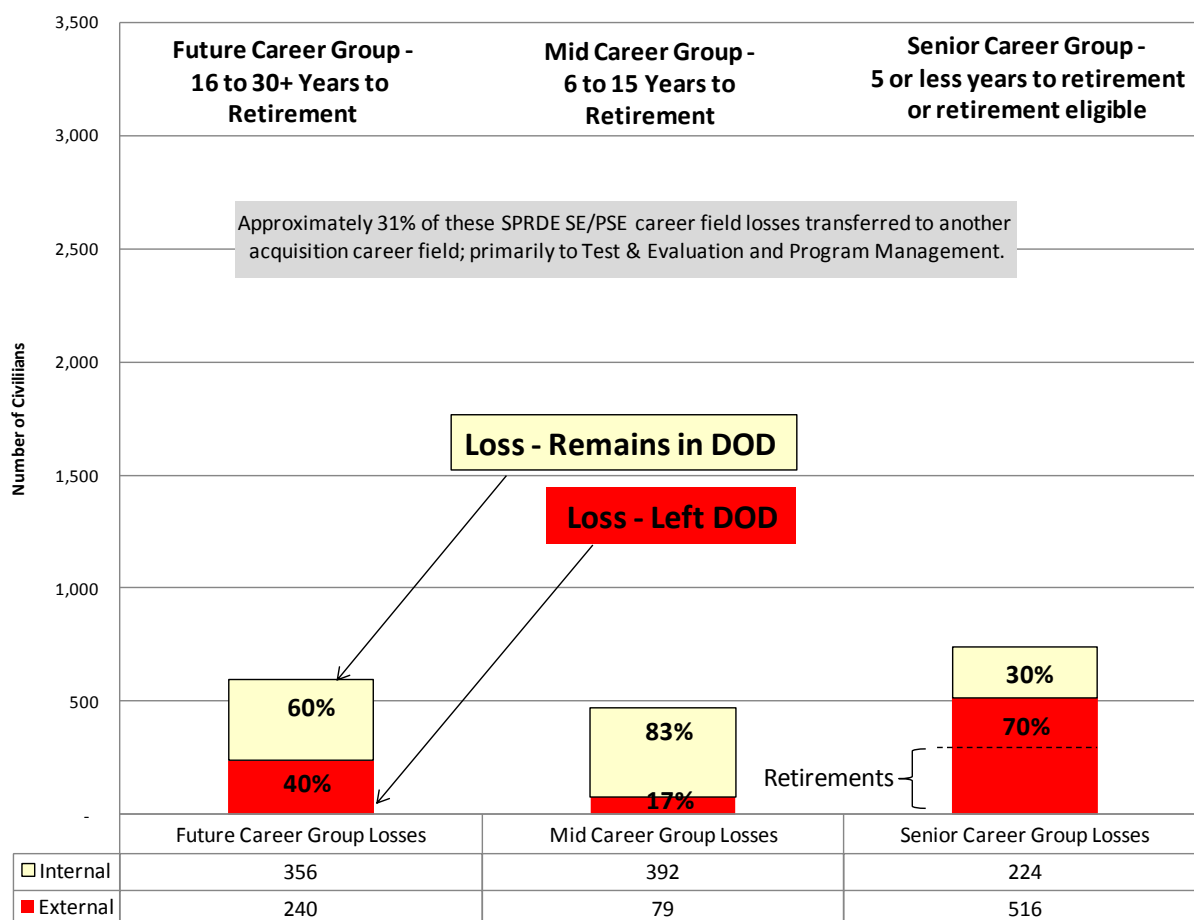 3,500
Future Career Group -
16 to 30+ Years to
Retirement
Mid Career Group -
6 to 15 Years to
Retirement
Senior Career Group -
5 or less years to retirement
or retirement eligible
3,000
Approximately 31% of these SPRDE SE/PSE career field losses transferred to another
acquisition career field; primarily to Test & Evaluation and Program Management.
2,500
2,000
Number of Civiliians
Loss - Remains in DOD
1,500
Loss - Left DOD
1,000
500
60%
40%
83%
17%
30%
70%
Retirements
-
Future Career Group Losses
Mid Career Group Losses
Senior Career Group Losses
Internal 356 392 224
External 240 79 516